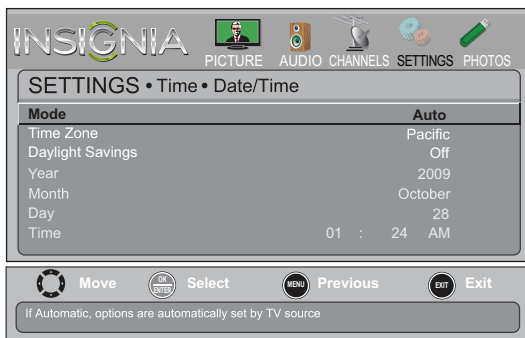 INSIGNIA
PICTURE AUDIO CHANNELS SETTINGS PHOTOS
SETTINGS • Time • Date/Time
Mode Auto
Time Zone Pacific
Daylight Savings Off
Year 2009
Month October
Day 28
Time 01 : 24 AM
Move OK ENTER Select MENU Previous EXIT Exit
If Automatic, options are automatically set by TV source